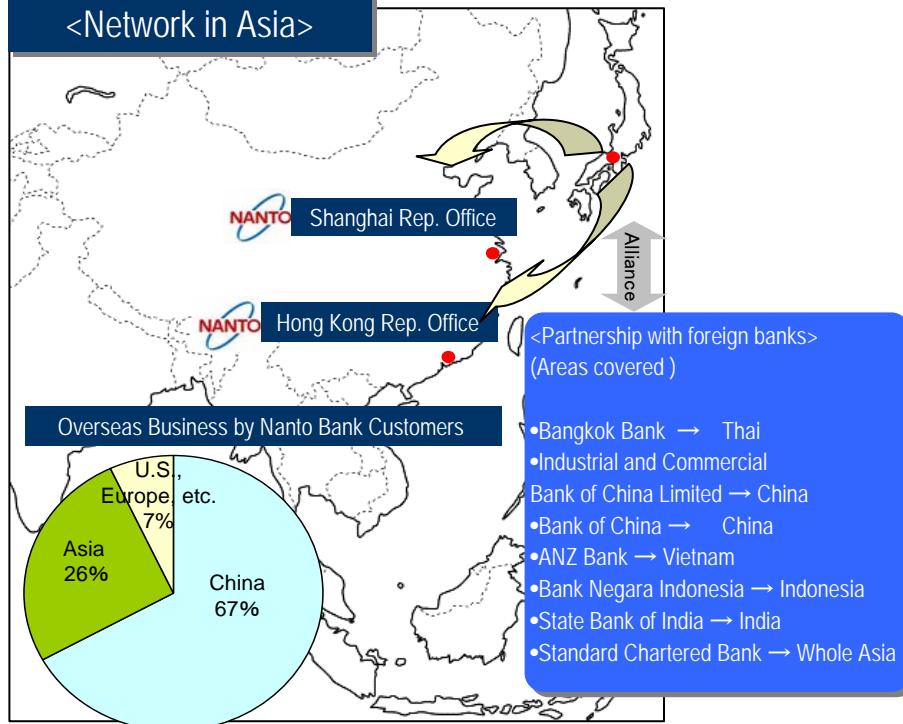 <Network in Asia>
NANTO
Shanghai Rep. Office
Alliance
NANTO
Hong Kong Rep. Office
<Partnership with foreign banks>
(Areas covered )
•Bangkok Bank → Thai
•Industrial and Commercial
Bank of China Limited → China
•Bank of China → China
•ANZ Bank → Vietnam
•Bank Negara Indonesia → Indonesia
•State Bank of India → India
•Standard Chartered Bank → Whole Asia
Overseas Business by Nanto Bank Customers
U.S.,
Europe, etc.
7%
Asia
26%
China
67%